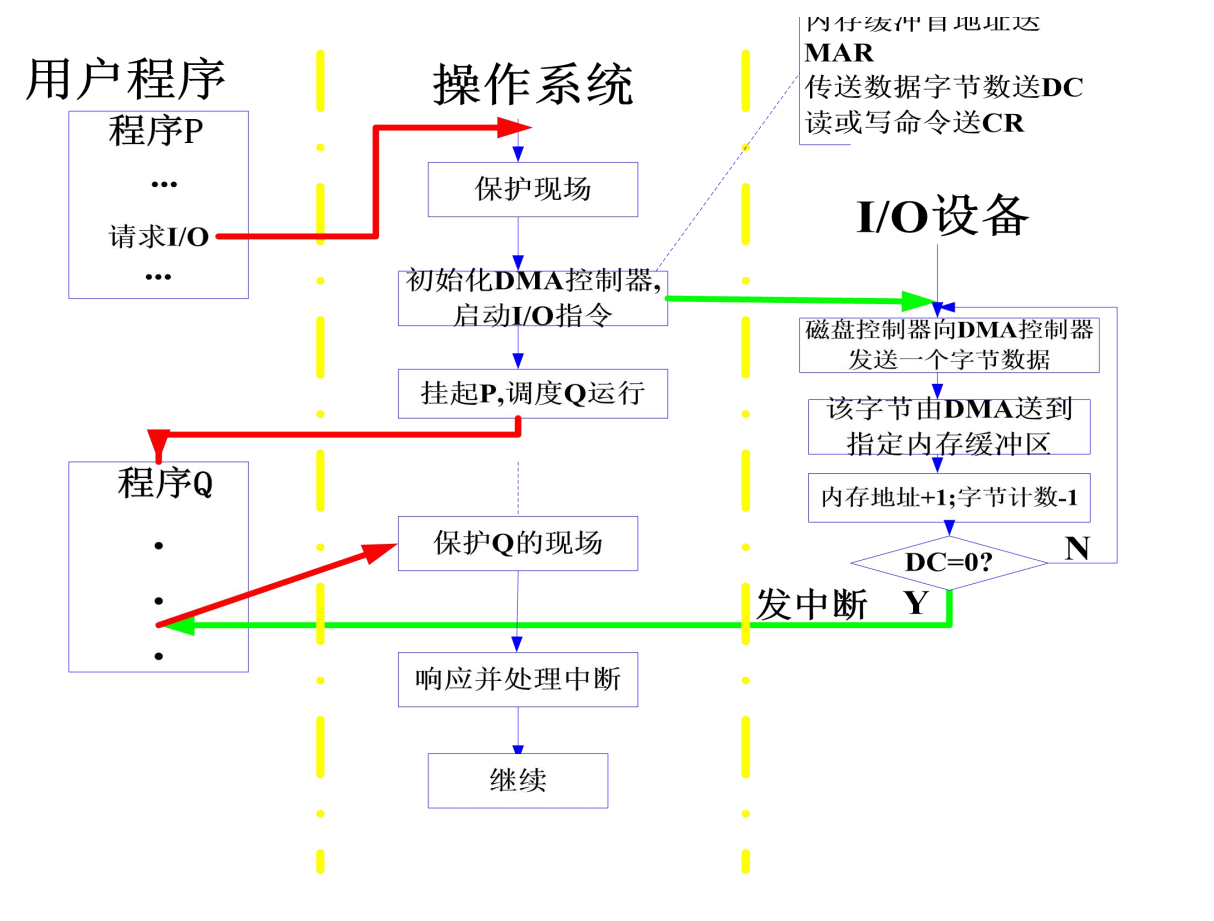 用户程序
程序P
...
请求I/O
...
程序Q
操作系统
保护现场
初始化DMA控制器,
启动I/O指令
挂起P,调度Q运行
保护Q的现场
响应并处理中断
继续
内存缓冲首地址送
MAR
传送数据字节数送DC
读或写命令送CR
I/O设备
磁盘控制器向DMA控制器
发送一个字节数据
该字节由DMA送到
指定内存缓冲区
内存地址+1;字节计数-1
DC=0?
N
发中断 Y